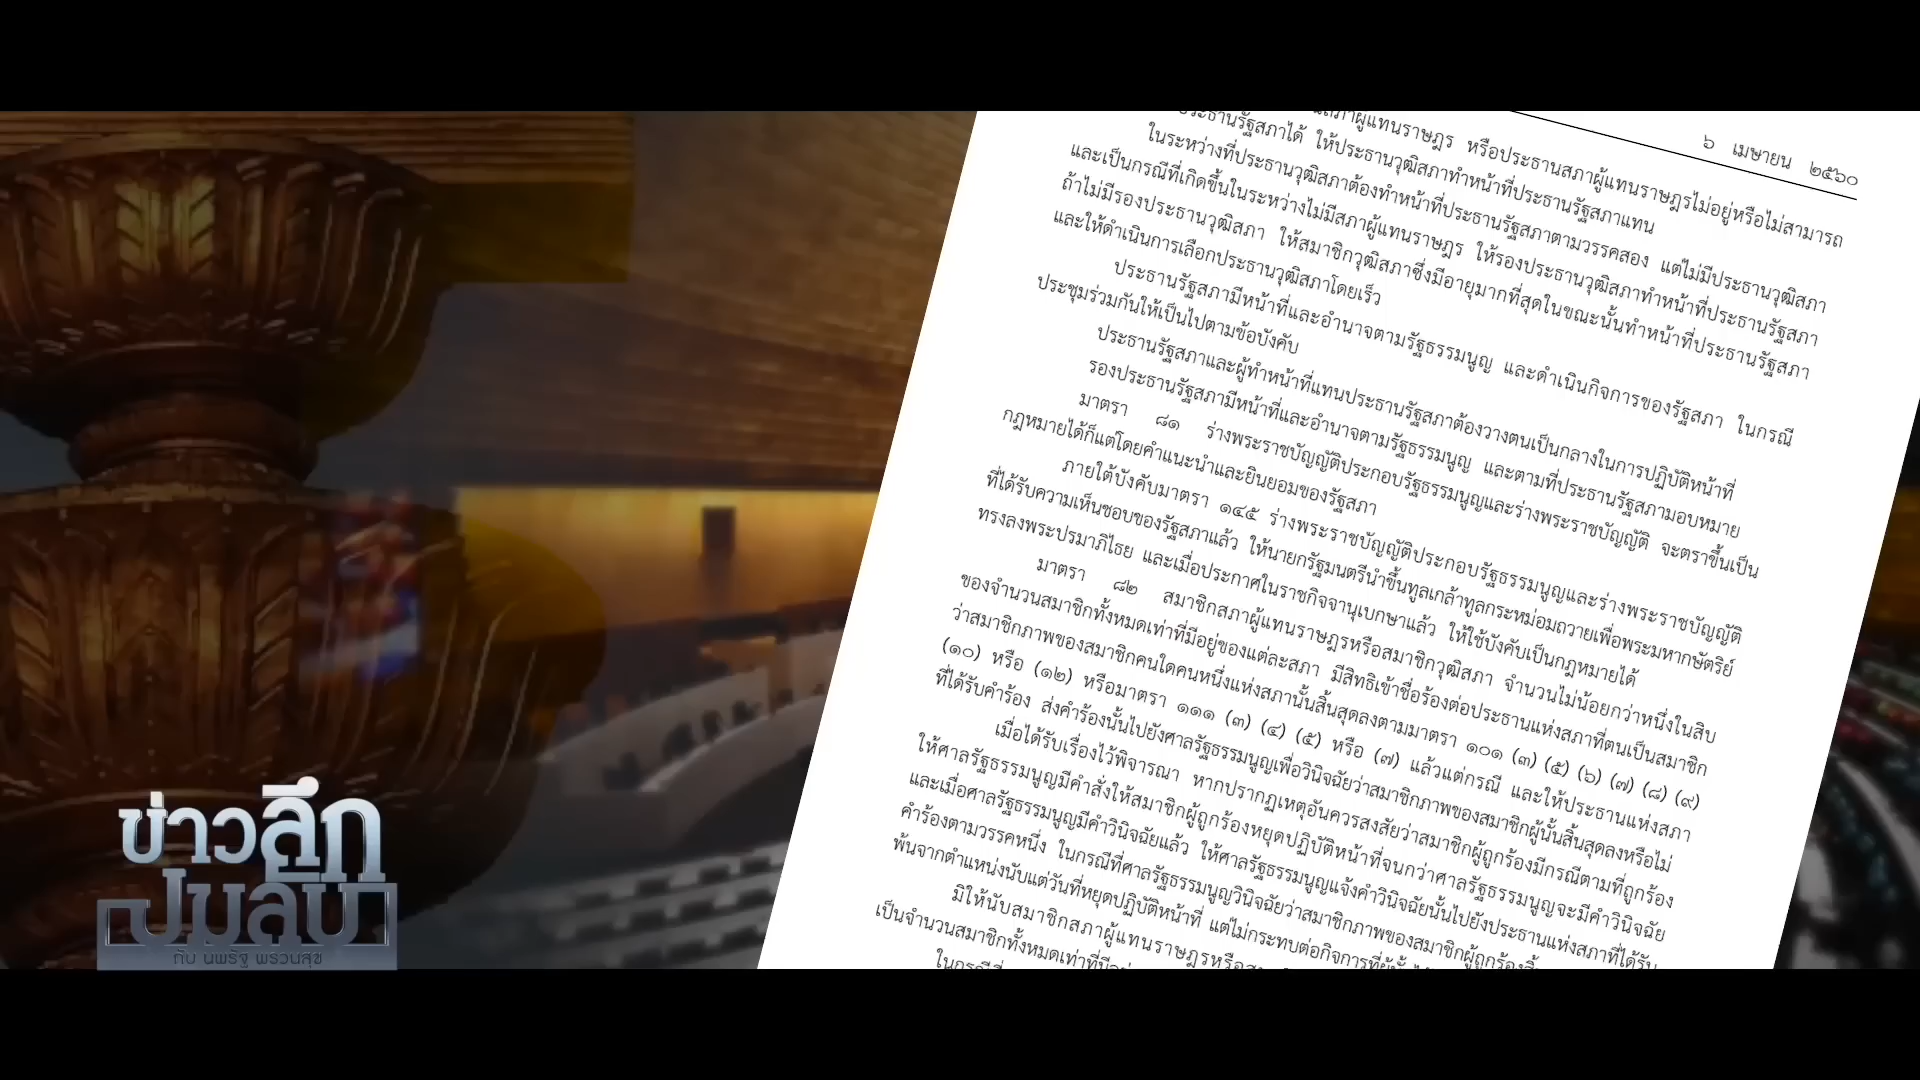 ๖ เมษายน ๒๕๖๐
สภาผู้แทนราษฎร หรือประธานสภาผู้แทนราษฎรไม่อยู่หรือไม่สามารถ
ประธานรัฐสภาได้ ให้ประธานวุฒิสภาทำหน้าที่ประธานรัฐสภาแทน
ในระหว่างที่ประธานวุฒิสภาต้องทำหน้าที่ประธานรัฐสภาตามวรรคสอง แต่ไม่มีประธานวุฒิสภา
และเป็นกรณีที่เกิดขึ้นในระหว่างไม่มีสภาผู้แทนราษฎร ให้รองประธานวุฒิสภาทำหน้าที่ประธานรัฐสภา
ถ้าไม่มีรองประธานวุฒิสภา ให้สมาชิกวุฒิสภาซึ่งมีอายุมากที่สุดในขณะนั้นทำหน้าที่ประธานรัฐสภา
และให้ดำเนินการเลือกประธานวุฒิสภาโดยเร็ว
ประธานรัฐสภามีหน้าที่และอำนาจตามรัฐธรรมนูญ และดำเนินกิจการของรัฐสภา ในกรณี
ประชุมร่วมกันให้เป็นไปตามข้อบังคับ
ประธานรัฐสภาและผู้ทำหน้าที่แทนประธานรัฐสภาต้องวางตนเป็นกลางในการปฏิบัติหน้าที่
รองประธานรัฐสภามีหน้าที่และอำนาจตามรัฐธรรมนูญ และตามที่ประธานรัฐสภามอบหมาย
มาตรา ๘๑ ร่างพระราชบัญญัติประกอบรัฐธรรมนูญและร่างพระราชบัญญัติ จะตราขึ้นเป็น
กฎหมายได้ก็แต่โดยคำแนะนำและยินยอมของรัฐสภา
ภายใต้บังคับมาตรา ๑๔๕ ร่างพระราชบัญญัติประกอบรัฐธรรมนูญและร่างพระราชบัญญัติ
ที่ได้รับความเห็นชอบของรัฐสภาแล้ว ให้นายกรัฐมนตรีนำขึ้นทูลเกล้าทูลกระหม่อมถวายเพื่อพระมหากษัตริย์
ทรงลงพระปรมาภิไธย และเมื่อประกาศในราชกิจจานุเบกษาแล้ว ให้ใช้บังคับเป็นกฎหมายได้
มาตรา ๘๒ สมาชิกสภาผู้แทนราษฎรหรือสมาชิกวุฒิสภา จำนวนไม่น้อยกว่าหนึ่งในสิบ
ของจำนวนสมาชิกทั้งหมดเท่าที่มีอยู่ของแต่ละสภา มีสิทธิเข้าชื่อร้องต่อประธานแห่งสภาที่ตนเป็นสมาชิก
ว่าสมาชิกภาพของสมาชิกคนใดคนหนึ่งแห่งสภานั้นสิ้นสุดลงตามมาตรา ๑๐๑ (๓) (๕) (๖) (๗) (๘) (๙)
(๑๐) หรือ (๑๒) หรือมาตรา ๑๑๑ (๓) (๔) (๕) หรือ (๗) แล้วแต่กรณี และให้ประธานแห่งสภา
ที่ได้รับคำร้อง ส่งคำร้องนั้นไปยังศาลรัฐธรรมนูญเพื่อวินิจฉัยว่าสมาชิกภาพของสมาชิกผู้นั้นสิ้นสุดลงหรือไม่
เมื่อได้รับเรื่องไว้พิจารณา หากปรากฏเหตุอันควรสงสัยว่าสมาชิกผู้ถูกร้องมีกรณีตามที่ถูกร้อง
ให้ศาลรัฐธรรมนูญมีคำสั่งให้สมาชิกผู้ถูกร้องหยุดปฏิบัติหน้าที่จนกว่าศาลรัฐธรรมนูญจะมีคำวินิจฉัย
และเมื่อศาลรัฐธรรมนูญมีคำวินิจฉัยแล้ว ให้ศาลรัฐธรรมนูญแจ้งคำวินิจฉัยนั้นไปยังประธานแห่งสภาที่ได้รับ
คำร้องตามวรรคหนึ่ง ในกรณีที่ศาลรัฐธรรมนูญวินิจฉัยว่าสมาชิกภาพของสมาชิกผู้ถูกร้อง
พ้นจากตำแหน่งนับแต่วันที่หยุดปฏิบัติหน้าที่ แต่ไม่กระทบต่อกิจการที่ผู้นั้น
มิให้นับสมาชิกสภาผู้แทนราษฎรหรือ
เป็นจำนวนสมาชิกทั้งหมดเท่าที่
ข่าวลึก
ปมลับ
กับ นพรัฐ พรวนสุข